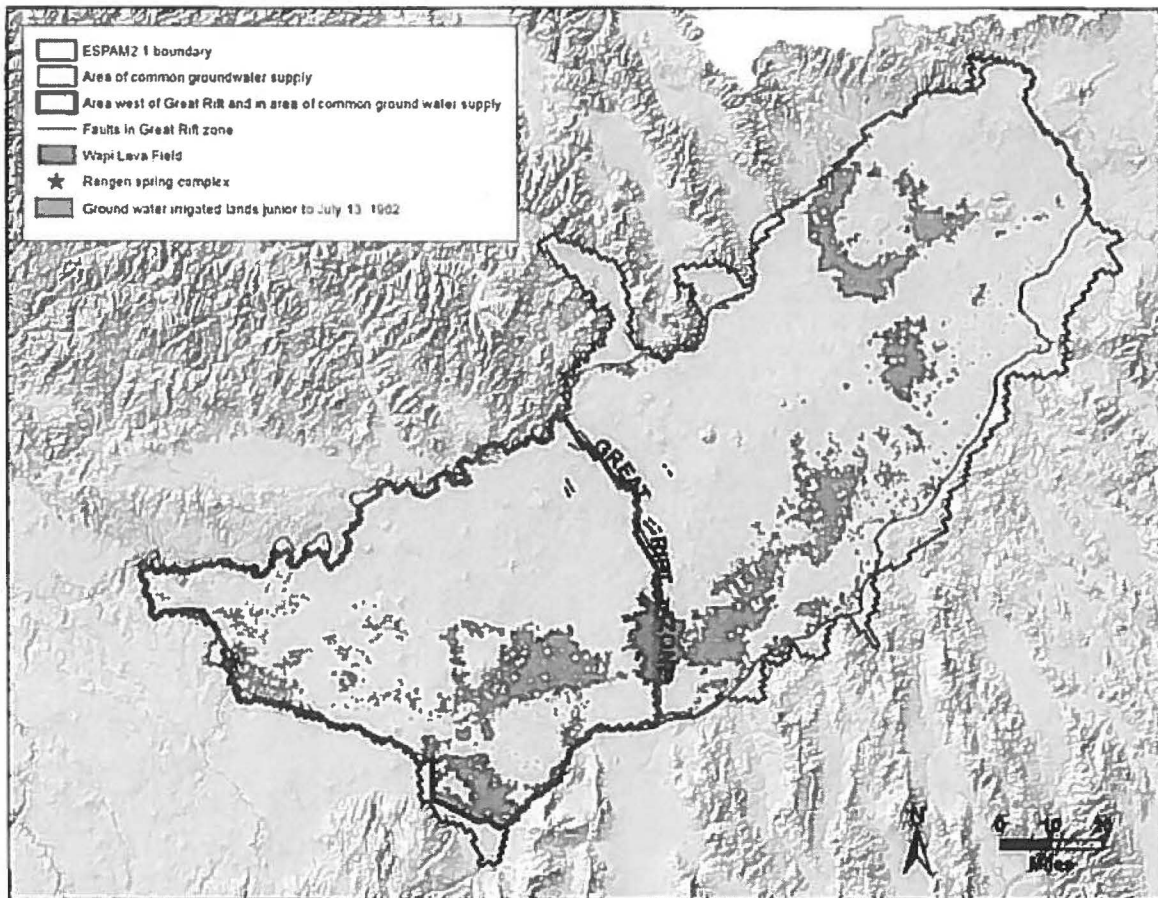 ESPAM2 1 boundary
Area of common groundwater supply
Area west of Great Rift and in area of common ground water supply
Faults in Great Rift zone
Wapi Lava Field
Rangen spring complex
Ground water irrigated lands junior to July 13, 1962
GREAT
RIFT
ZONE
N
0 10 20
Miles